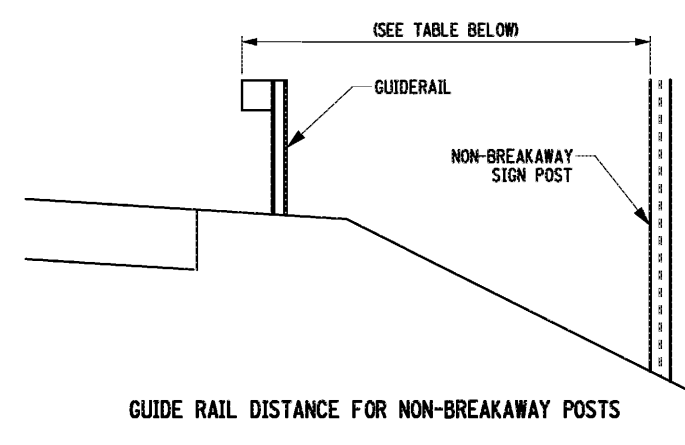 (SEE TABLE BELOW)
GUIDERAIL
NON-BREAKAWAY
SIGN POST
GUIDE RAIL DISTANCE FOR NON-BREAKAWAY POSTS